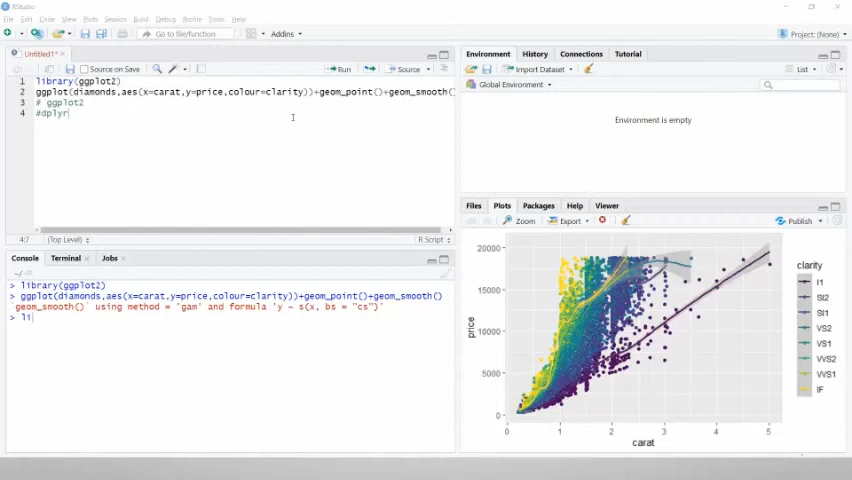 RStudio
File Edit Code View Plots Session Build Debug Profile Tools Help
Go to file/function
Addins
Project: (None)
Untitled1*
Source on Save
Run
Source
1 library(ggplot2)
2 ggplot(diamonds,aes(x=carat,y=price,colour=clarity))+geom_point()+geom_smooth()
3 # ggplot2
4 #dplyr
4:7 (Top Level) R Script
Console Terminal Jobs
~/
> library(ggplot2)
> ggplot(diamonds,aes(x=carat,y=price,colour=clarity))+geom_point()+geom_smooth()
`geom_smooth()` using method = 'gam' and formula 'y ~ s(x, bs = "cs")'
> li
Environment History Connections Tutorial
Import Dataset
List
Global Environment
Environment is empty
Files Plots Packages Help Viewer
Zoom Export Publish
20000
15000
10000
5000
0
price
0 1 2 3 4 5
carat
clarity
I1
SI2
SI1
VS2
VS1
VVS2
VVS1
IF